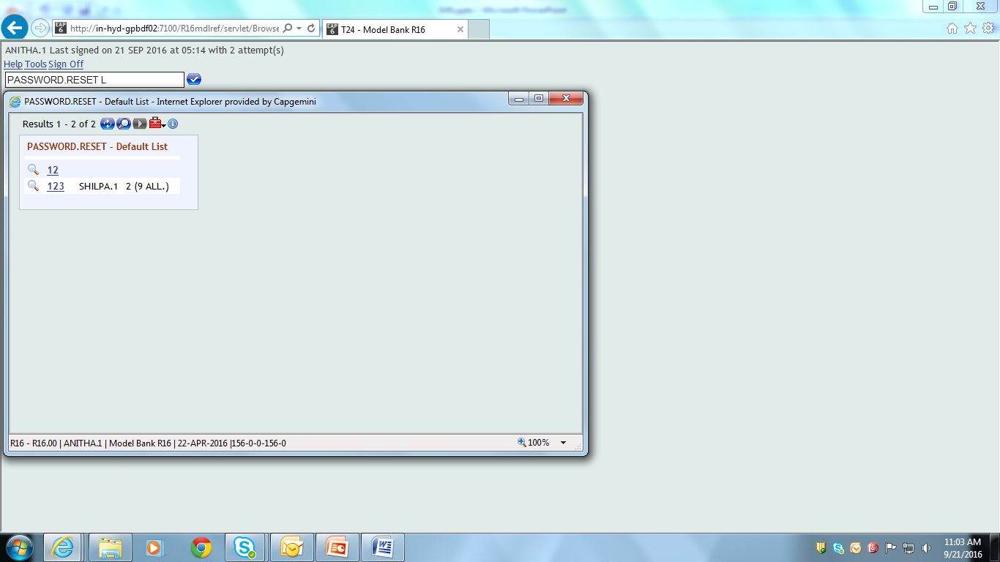 http://in-hyd-gpbdf02:7100/R16mdlref/servlet/Browse
T24 - Model Bank R16
ANITHA.1 Last signed on 21 SEP 2016 at 05:14 with 2 attempt(s)
Help Tools Sign Off
PASSWORD.RESET L
PASSWORD.RESET - Default List - Internet Explorer provided by Capgemini
Results 1 - 2 of 2
PASSWORD.RESET - Default List
12
123 SHILPA.1 2 (9 ALL.)
R16 - R16.00 | ANITHA.1 | Model Bank R16 | 22-APR-2016 |156-0-0-156-0
100%
11:03 AM
9/21/2016